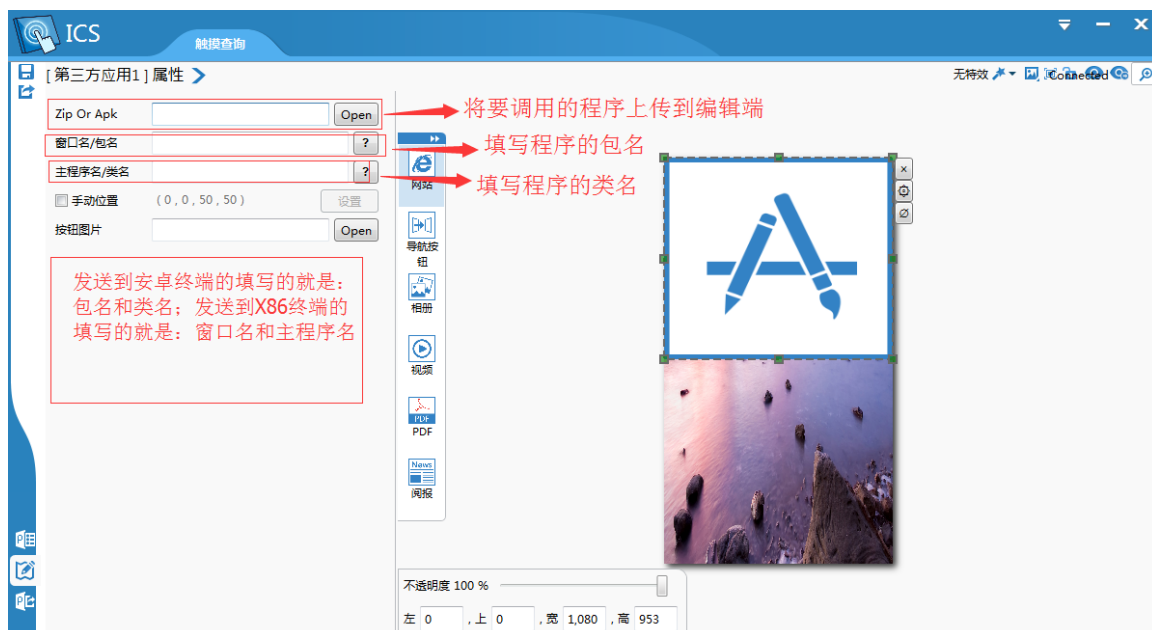 ICS
触摸查询
[ 第三方应用1 ] 属性
无特效
Connected
Zip Or Apk
Open
将要调用的程序上传到编辑端
窗口名/包名
?
填写程序的包名
主程序名/类名
?
填写程序的类名
手动位置
( 0 , 0 , 50 , 50 )
设置
按钮图片
Open
发送到安卓终端的填写的就是：
包名和类名；发送到X86终端的
填写的就是：窗口名和主程序名
网站
导航按
钮
相册
视频
PDF
PDF
News
阅报
不透明度 100 %
左 0 , 上 0 , 宽 1,080 , 高 953